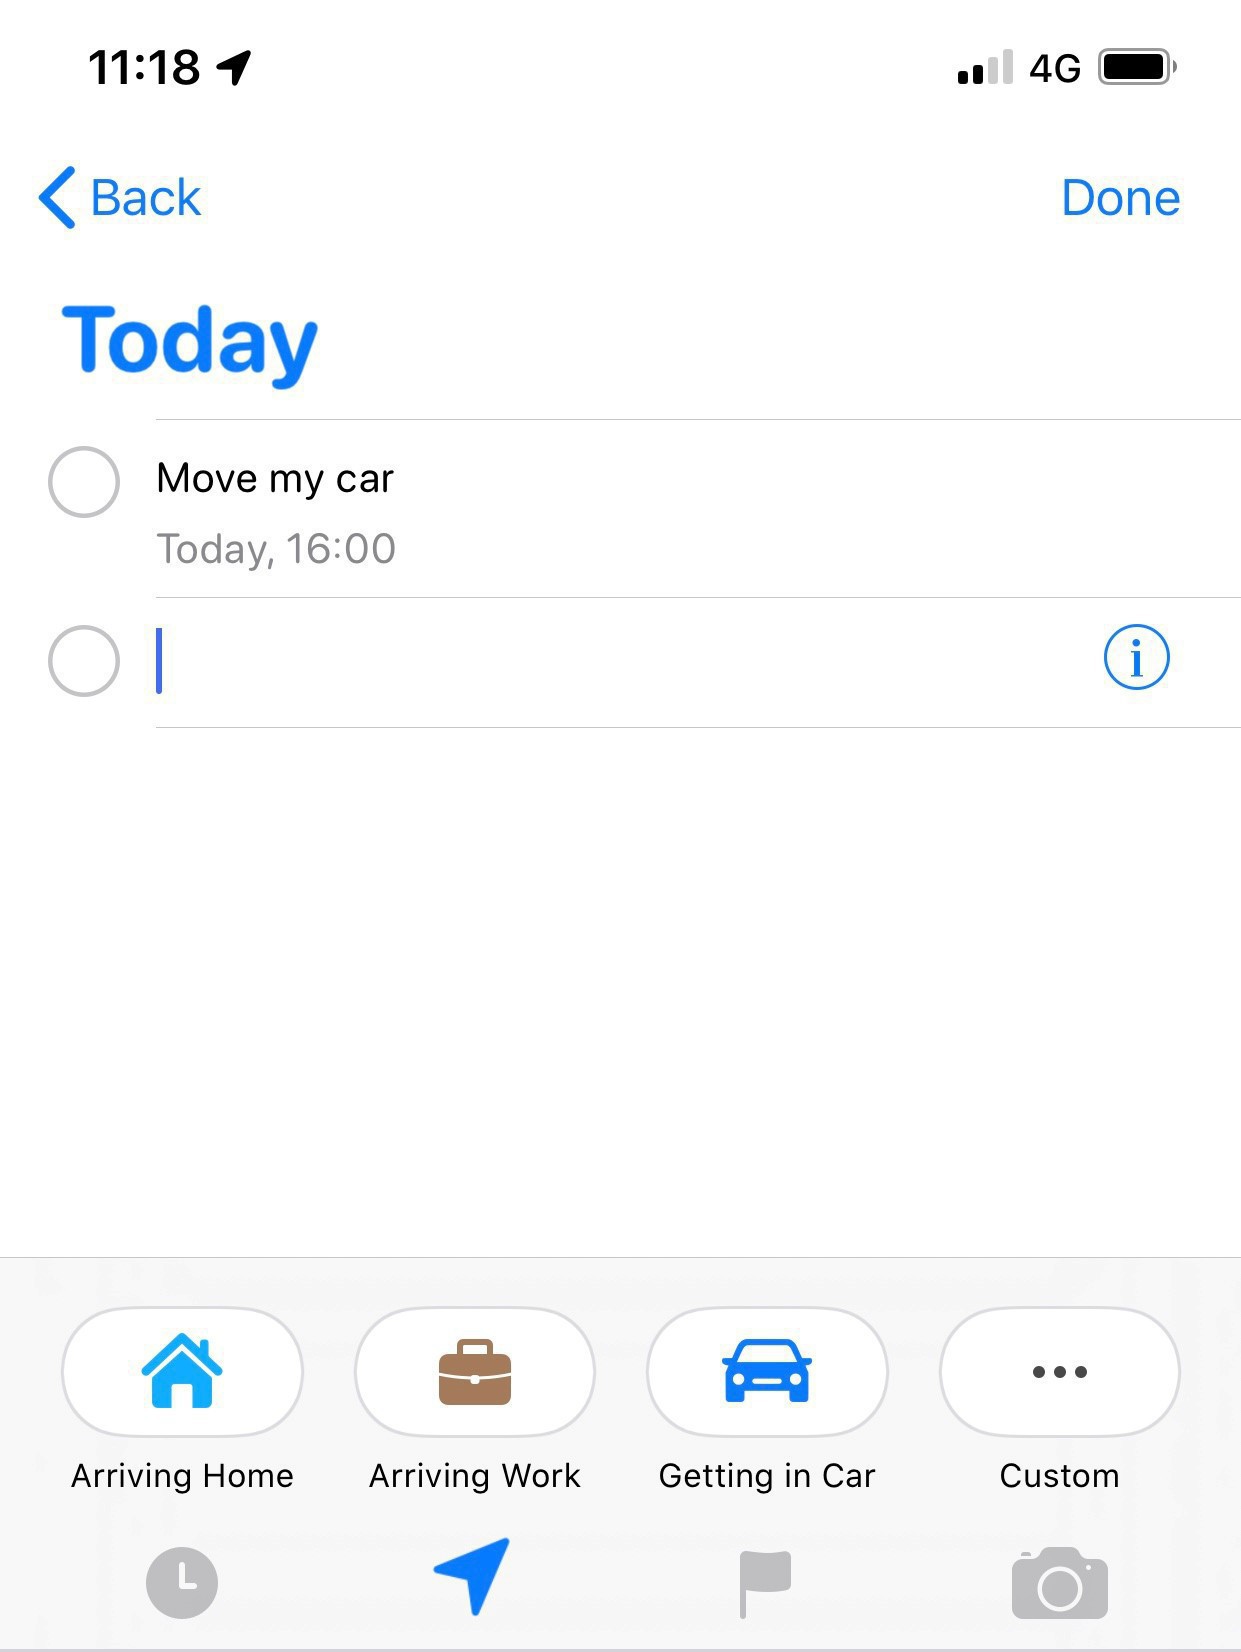 11:18
4G
Back
Done
Today
Move my car
Today, 16:00
Arriving Home
Arriving Work
Getting in Car
Custom